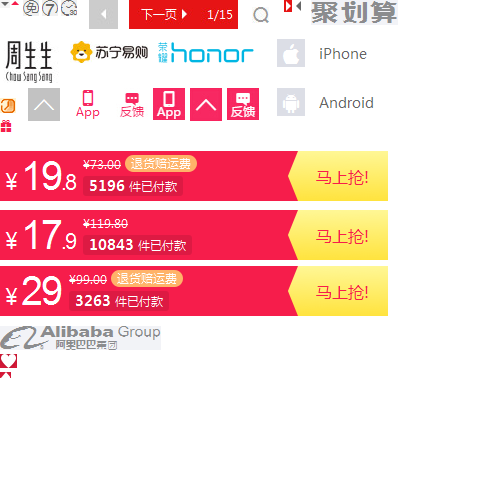 免 7 30
下一页 1/15
聚划算
周生生
Chow Sang Sang
苏宁易购
荣耀 honor
iPhone
App 反馈 App 反馈
Android
¥19.8 ¥73.00 退货赔运费
5196 件已付款
马上抢!
¥17.9 ¥119.80
10843 件已付款
马上抢!
¥29 ¥99.00 退货赔运费
3263 件已付款
马上抢!
Alibaba Group
阿里巴巴集团